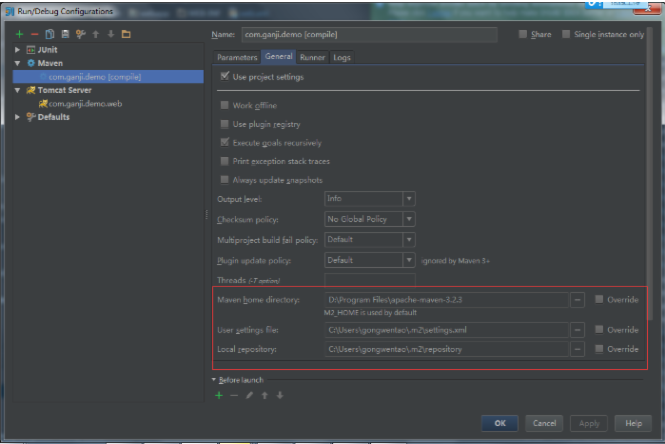 Run/Debug Configurations
Name: com.ganji.demo [compile] Share Single instance only
JUnit
Maven
com.ganji.demo [compile]
Tomcat Server
com.ganji.demo.web
Defaults
Parameters General Runner Logs
Use project settings
Work offline
Use plugin registry
Execute goals recursively
Print exception stack traces
Always update snapshots
Output level: Info
Checksum policy: No Global Policy
Multiproject build fail policy: Default
Plugin update policy: Default ignored by Maven 3+
Threads (-T option)
Maven home directory: D:\Program Files\apache-maven-3.2.3 Override
M2_HOME is used by default
User settings file: C:\Users\gongwentao\.m2\settings.xml Override
Local repository: C:\Users\gongwentao\.m2\repository Override
Before launch
OK Cancel Apply Help